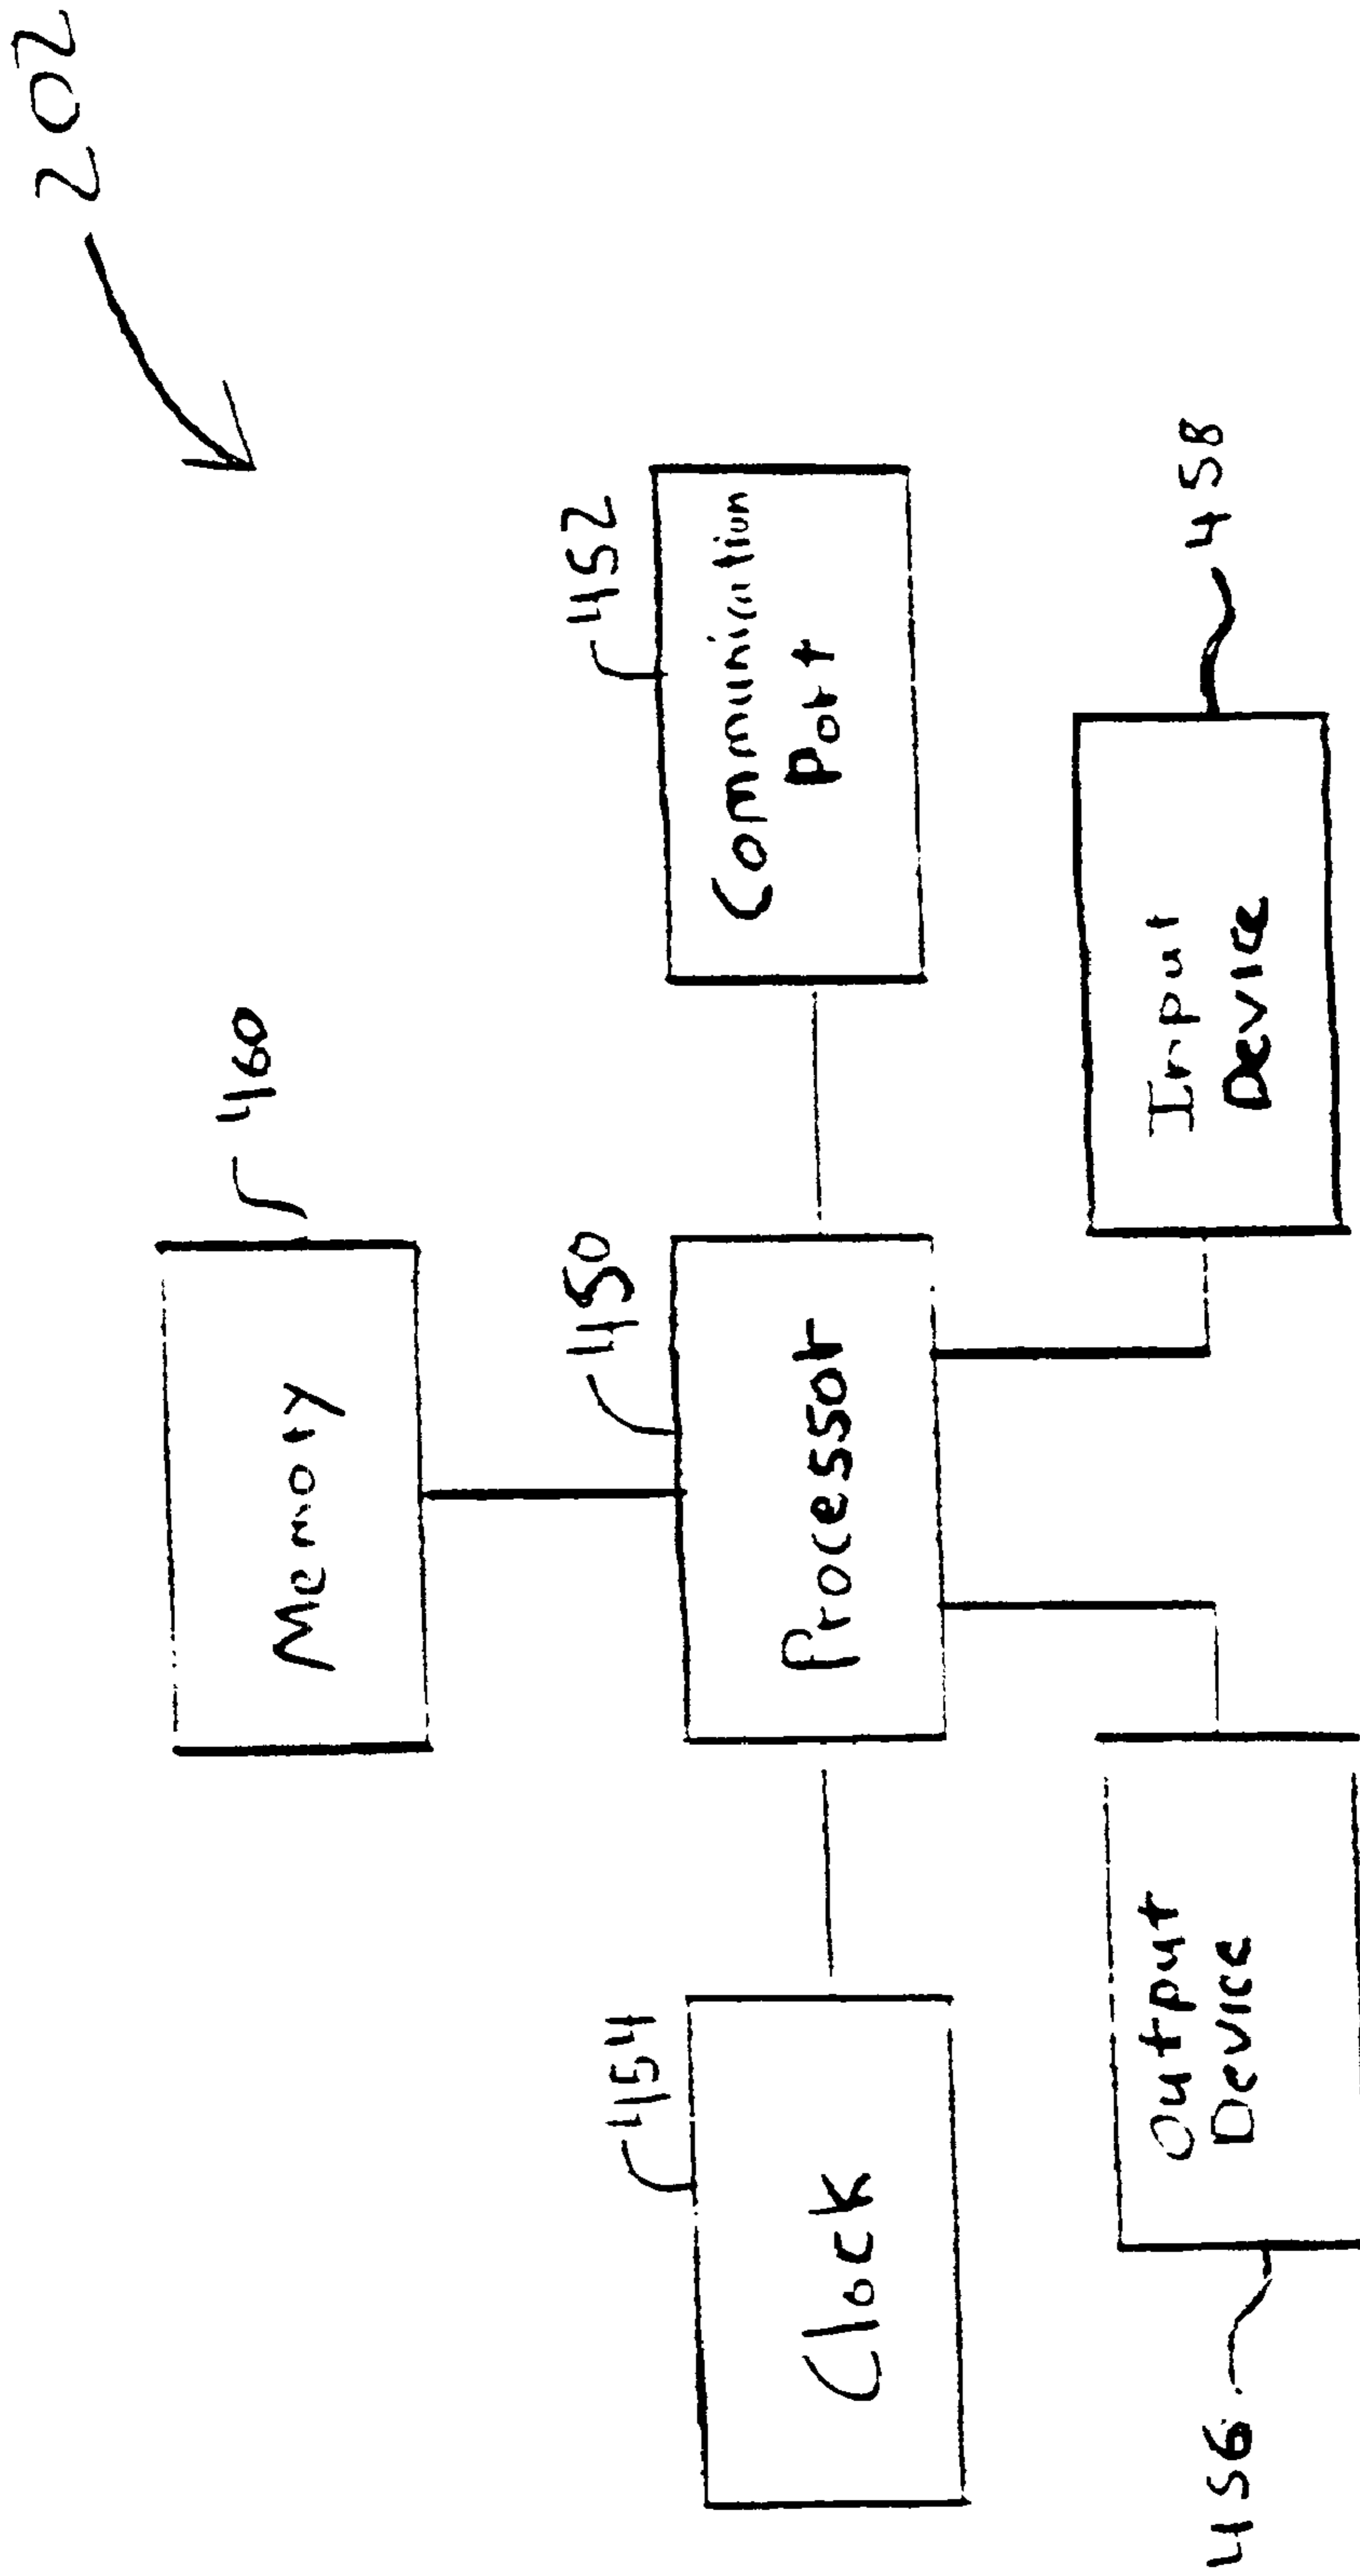 202
460
Memory
454
450
452
Clock
Processor
Communication
Port
Output
Device
Input
Device
456
458